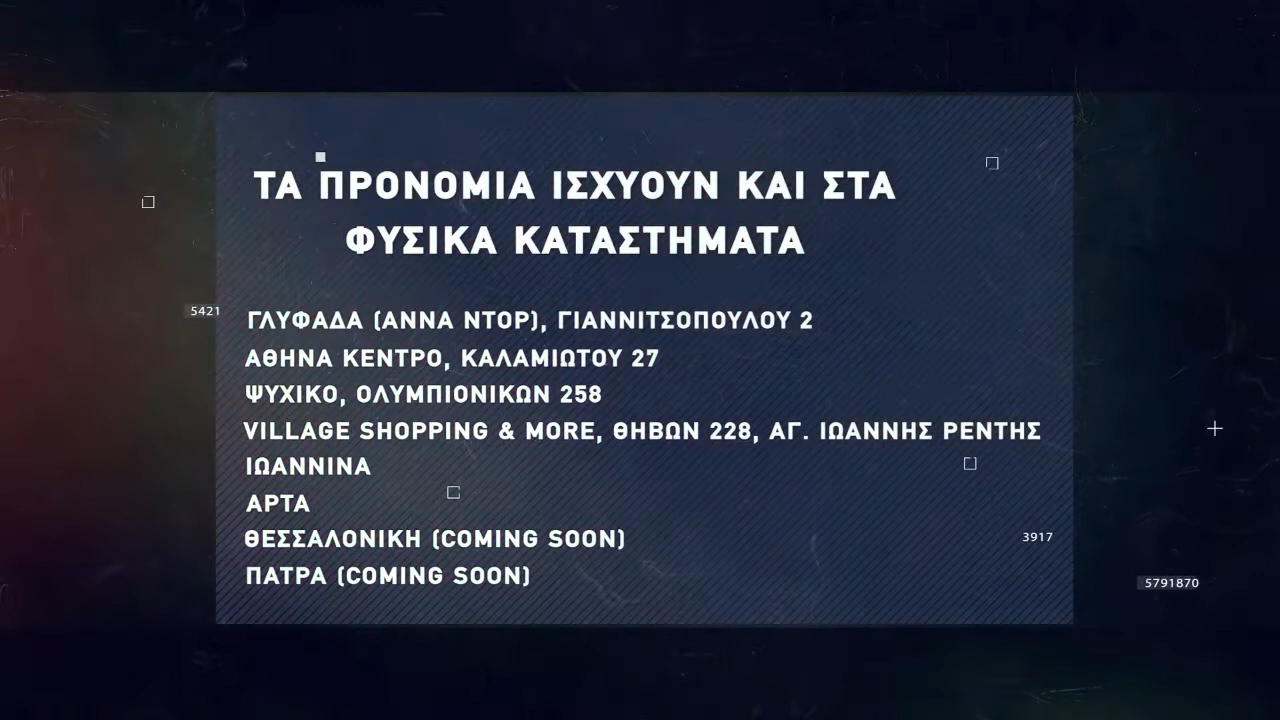 ΤΑ ΠΡΟΝΟΜΙΑ ΙΣΧΥΟΥΝ ΚΑΙ ΣΤΑ
ΦΥΣΙΚΑ ΚΑΤΑΣΤΗΜΑΤΑ
5421
ΓΛΥΦΑΔΑ (ΑΝΝΑ ΝΤΟΡ), ΓΙΑΝΝΙΤΣΟΠΟΥΛΟΥ 2
ΑΘΗΝΑ ΚΕΝΤΡΟ, ΚΑΛΑΜΙΩΤΟΥ 27
ΨΥΧΙΚΟ, ΟΛΥΜΠΙΟΝΙΚΩΝ 258
VILLAGE SHOPPING & MORE, ΘΗΒΩΝ 228, ΑΓ. ΙΩΑΝΝΗΣ ΡΕΝΤΗΣ
ΙΩΑΝΝΙΝΑ
ΑΡΤΑ
ΘΕΣΣΑΛΟΝΙΚΗ (COMING SOON)
3917
ΠΑΤΡΑ (COMING SOON)
5791870